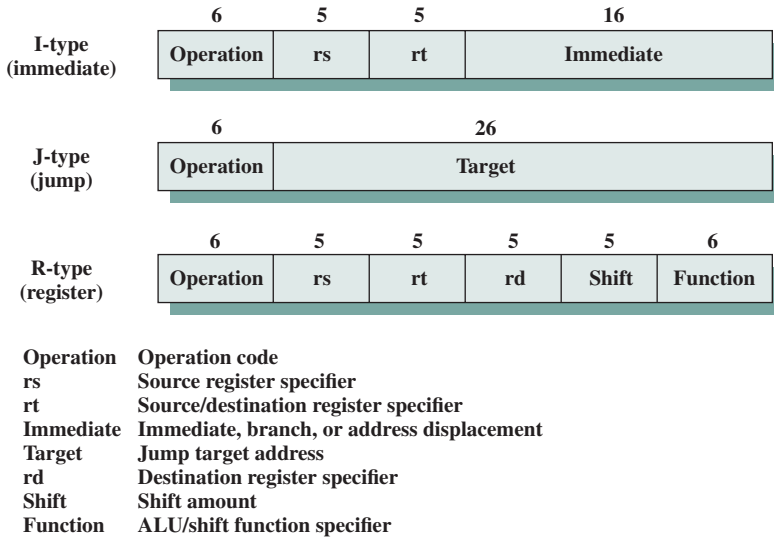 6 5 5 16
I-type
(immediate)
Operation rs rt Immediate
6 26
J-type
(jump)
Operation Target
6 5 5 5 5 6
R-type
(register)
Operation rs rt rd Shift Function
Operation Operation code
rs Source register specifier
rt Source/destination register specifier
Immediate Immediate, branch, or address displacement
Target Jump target address
rd Destination register specifier
Shift Shift amount
Function ALU/shift function specifier